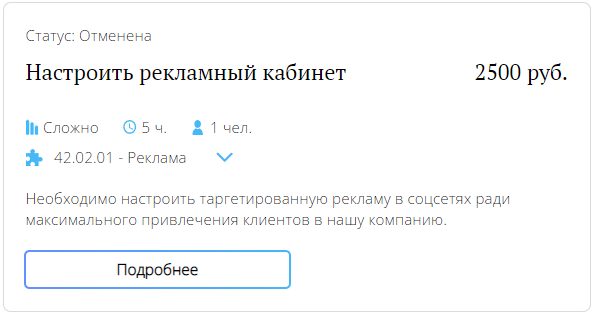 Статус: Отменена
Настроить рекламный кабинет 2500 руб.
Сложно 5 ч. 1 чел.
42.02.01 - Реклама
Необходимо настроить таргетированную рекламу в соцсетях ради
максимального привлечения клиентов в нашу компанию.
Подробнее